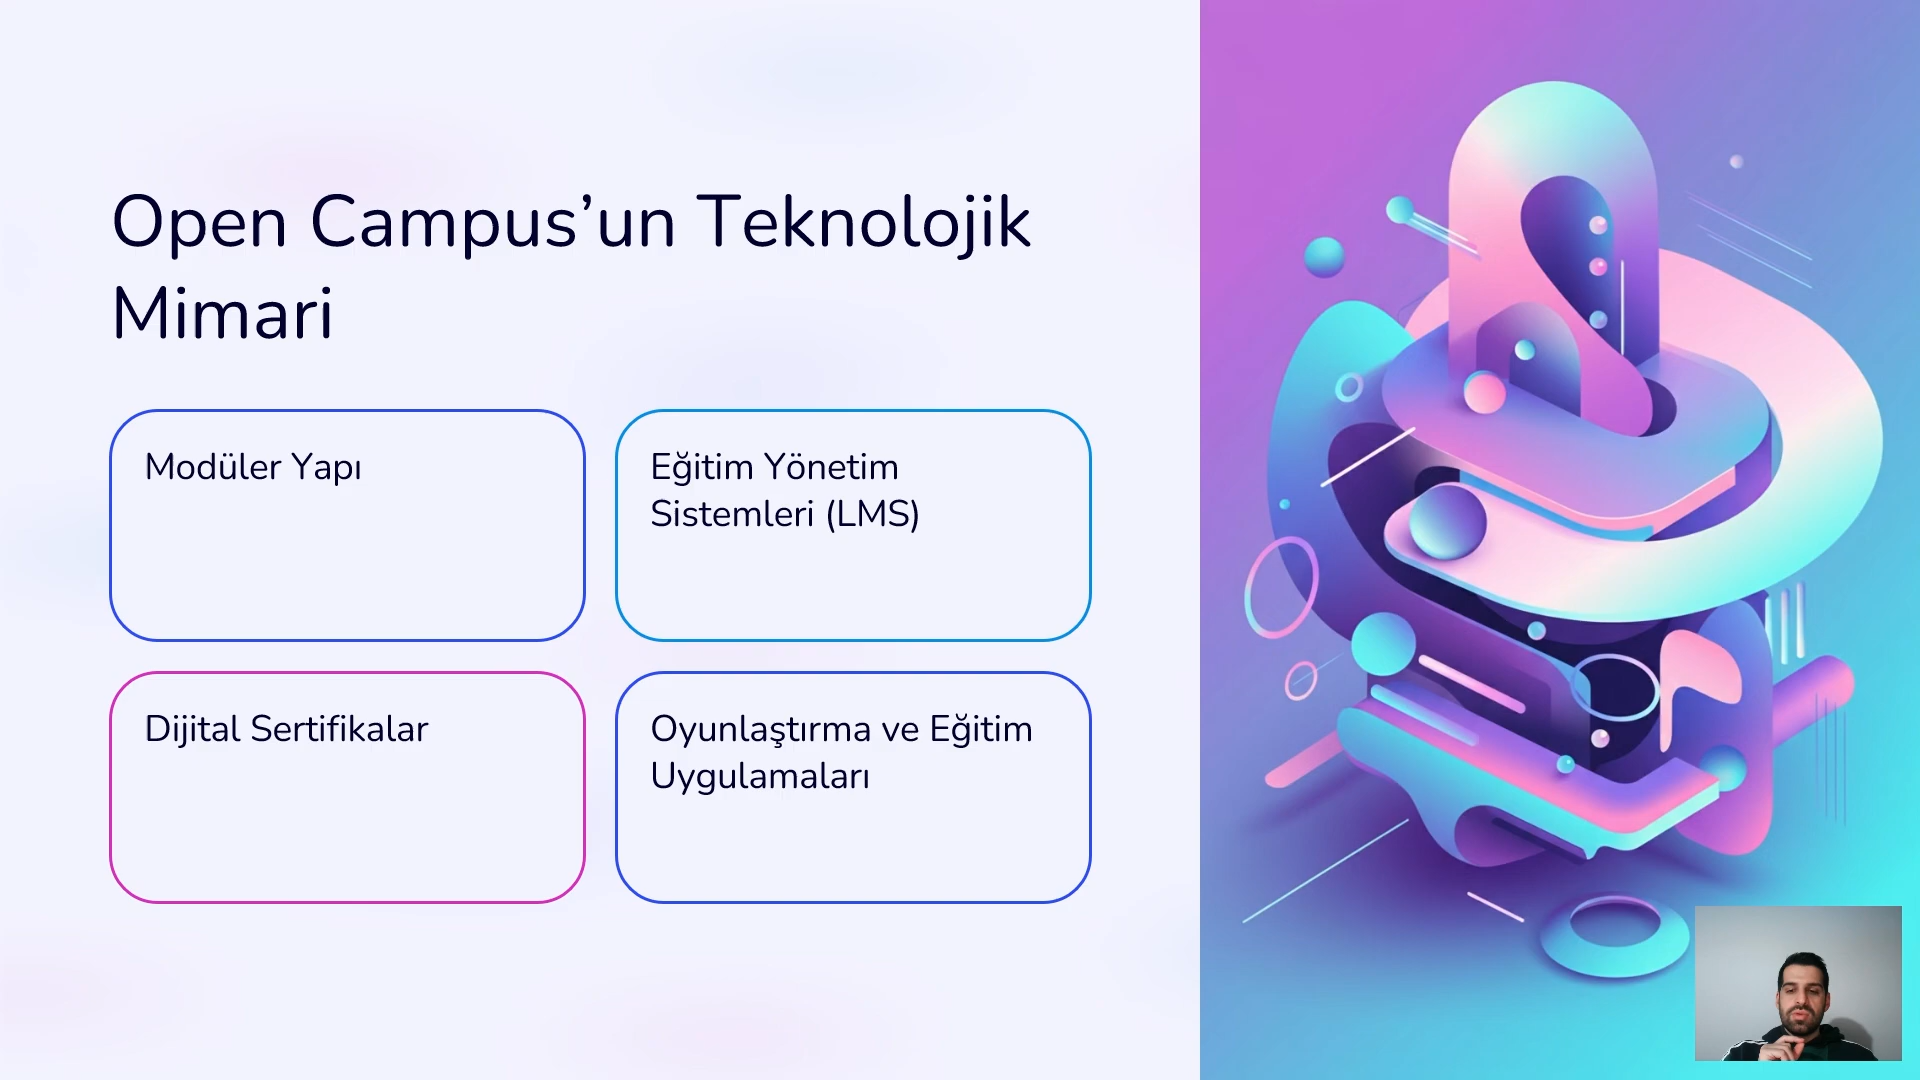 Open Campus’un Teknolojik
Mimari
Modüler Yapı
Eğitim Yönetim
Sistemleri (LMS)
Dijital Sertifikalar
Oyunlaştırma ve Eğitim
Uygulamaları